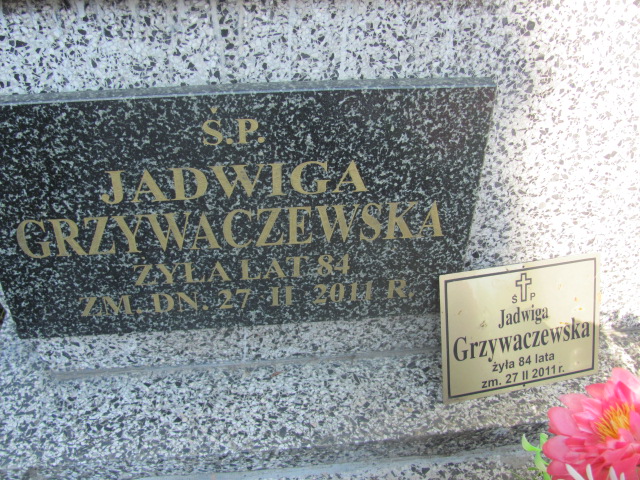 Ś.P.
JADWIGA
GRZYWACZEWSKA
ŻYŁA LAT 84
ZM. DN. 27 II 2011 R.
Ś P
Jadwiga
Grzywaczewska
żyła 84 lata
zm. 27 II 2011 r.